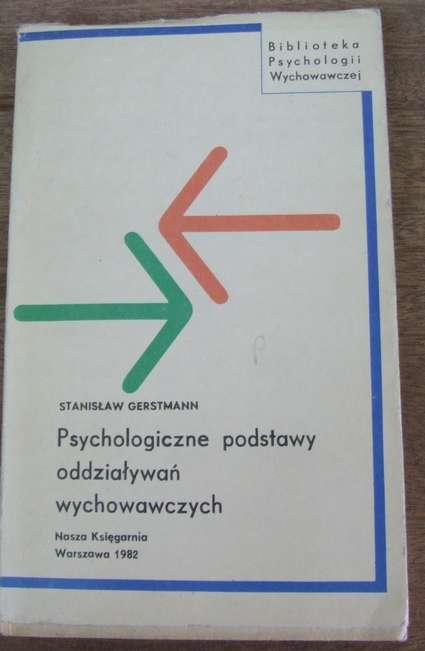 Biblioteka
Psychologii
Wychowawczej
STANISŁAW GERSTMANN
Psychologiczne podstawy
oddziaływań
wychowawczych
Nasza Księgarnia
Warszawa 1982